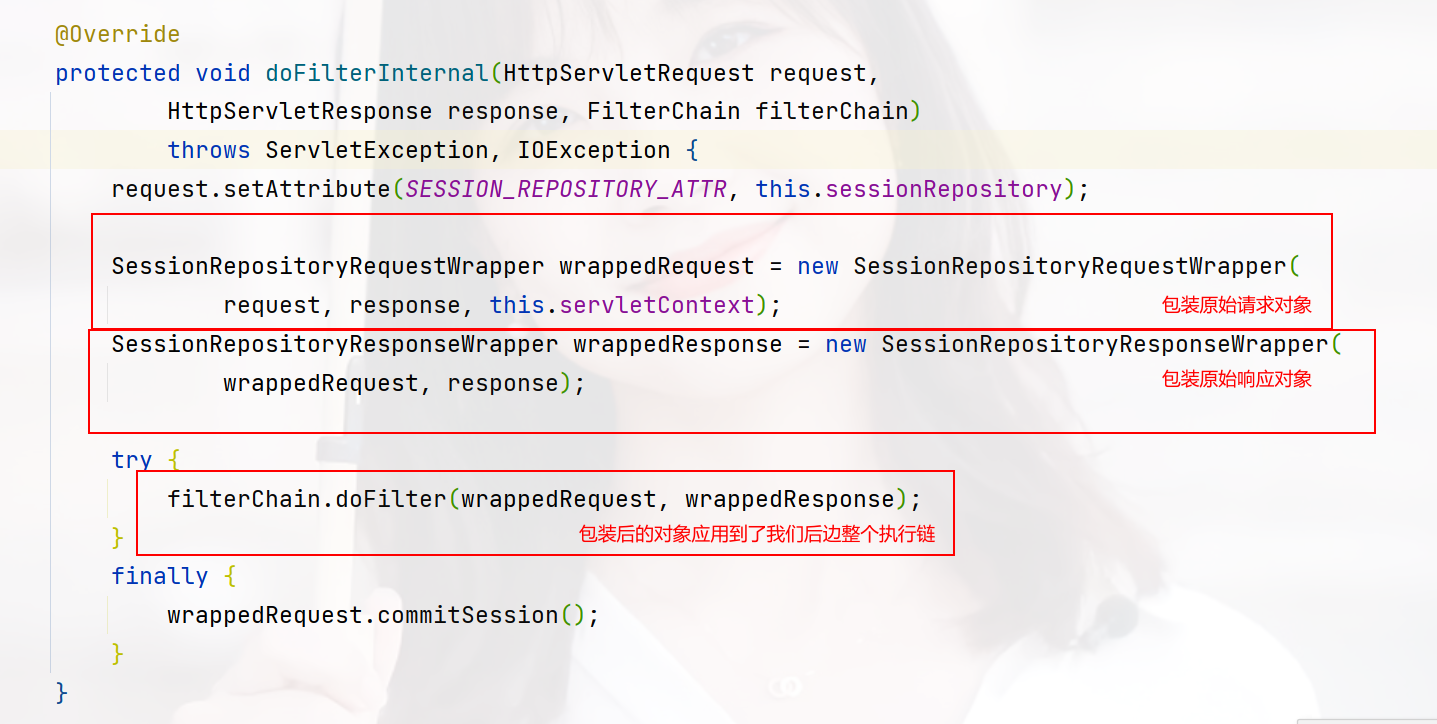 @Override
protected void doFilterInternal(HttpServletRequest request,
HttpServletResponse response, FilterChain filterChain)
throws ServletException, IOException {
request.setAttribute(SESSION_REPOSITORY_ATTR, this.sessionRepository);
SessionRepositoryRequestWrapper wrappedRequest = new SessionRepositoryRequestWrapper(
request, response, this.servletContext);
包装原始请求对象
SessionRepositoryResponseWrapper wrappedResponse = new SessionRepositoryResponseWrapper(
wrappedRequest, response);
包装原始响应对象
try {
filterChain.doFilter(wrappedRequest, wrappedResponse);
包装后的对象应用到了我们后边整个执行链
}
finally {
wrappedRequest.commitSession();
}
}